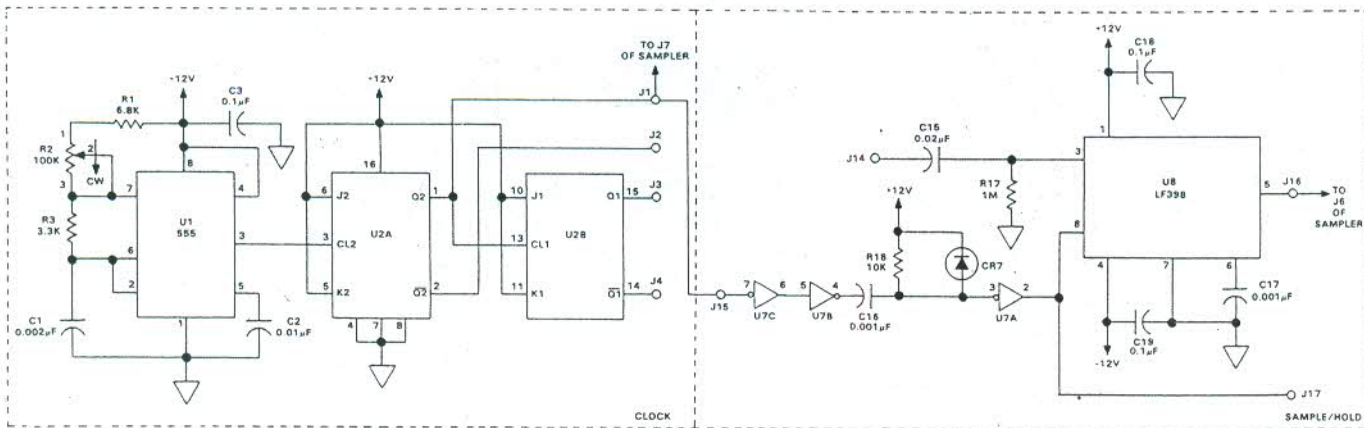 TO J7
OF SAMPLER
-12V
R1
6.8K
C3
0.1µF
1
R2
100K
2
CW
3
8
7
4
U1
555
R3
3.3K
6
3
2
5
C1
0.002µF
1
C2
0.01µF
+12V
16
6
J2
Q2
1
U2A
3
CL2
5
K2
Q2
2
4
7
8
J1
J2
10
J1
Q1
15
J3
U2B
13
CL1
11
K1
Q1
14
J4
CLOCK
+12V
C18
0.1µF
C15
0.02µF
J14
1
3
R17
1M
U8
LF398
5
J16
TO
J6
OF
SAMPLER
+12V
8
R18
10K
CR7
4
7
6
C17
0.001µF
J15
7
6
U7C
5
4
U7B
C16
0.001µF
3
2
U7A
C19
0.1µF
-12V
J17
SAMPLE/HOLD